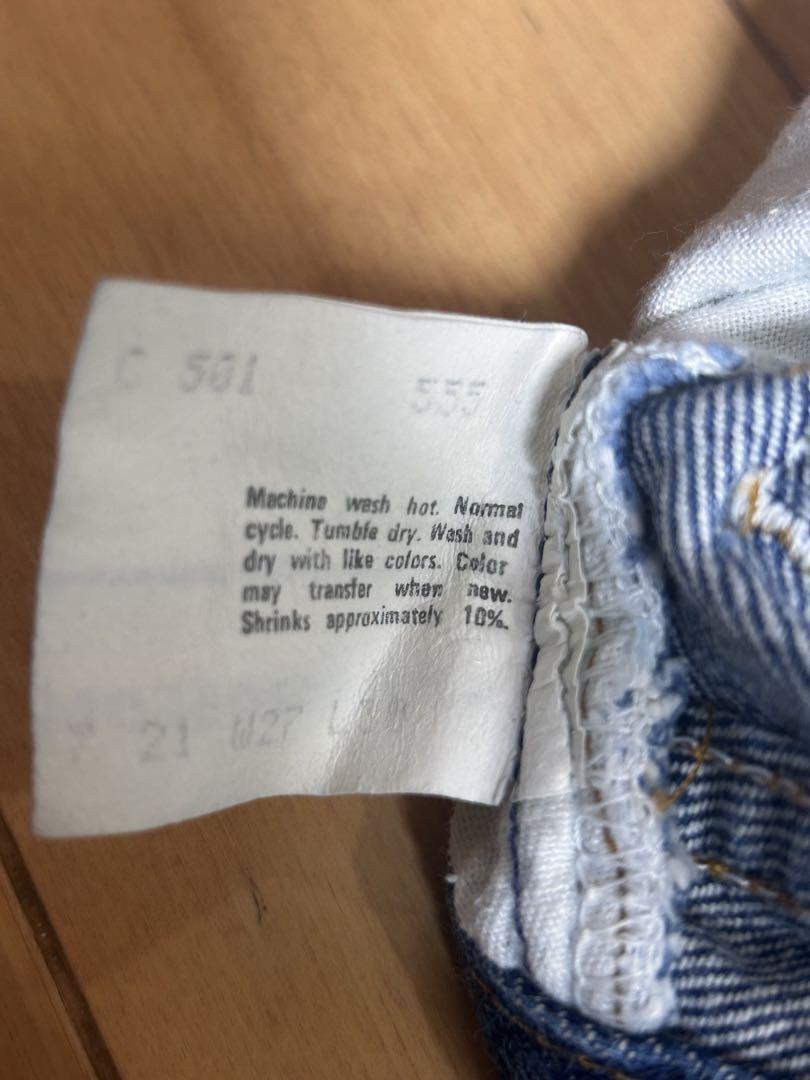 C 501 555
Machine wash hot. Normal
cycle. Tumble dry. Wash and
dry with like colors. Color
may transfer when new.
Shrinks approximately 10%.
21 W27